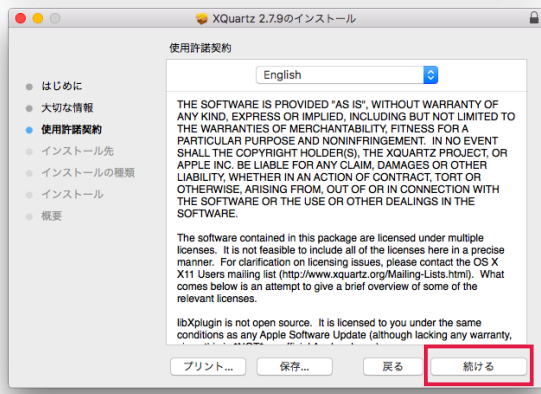 XQuartz 2.7.9のインストール
使用許諾契約
English
はじめに
大切な情報
使用許諾契約
インストール先
インストールの種類
インストール
概要
THE SOFTWARE IS PROVIDED "AS IS", WITHOUT WARRANTY OF
ANY KIND, EXPRESS OR IMPLIED, INCLUDING BUT NOT LIMITED TO
THE WARRANTIES OF MERCHANTABILITY, FITNESS FOR A
PARTICULAR PURPOSE AND NONINFRINGEMENT. IN NO EVENT
SHALL THE COPYRIGHT HOLDER(S), THE XQUARTZ PROJECT, OR
APPLE INC. BE LIABLE FOR ANY CLAIM, DAMAGES OR OTHER
LIABILITY, WHETHER IN AN ACTION OF CONTRACT, TORT OR
OTHERWISE, ARISING FROM, OUT OF OR IN CONNECTION WITH
THE SOFTWARE OR THE USE OR OTHER DEALINGS IN THE
SOFTWARE.
The software contained in this package are licensed under multiple
licenses. It is not feasible to include all of the licenses here in a precise
manner. For clarification on licensing issues, please contact the OS X
X11 Users mailing list (http://www.xquartz.org/Mailing-Lists.html). What
comes below is an attempt to give a brief overview of some of the
relevant licenses.
libXplugin is not open source. It is licensed to you under the same
conditions as any Apple Software Update (although lacking any warranty,
プリント...
保存...
戻る
続ける